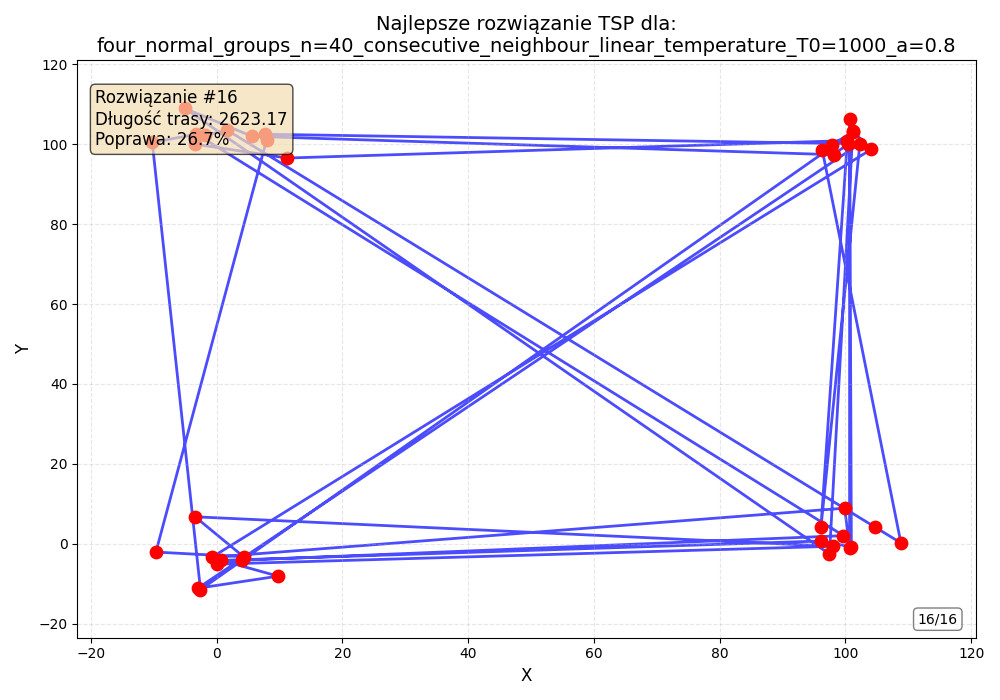 Najlepsze rozwiązanie TSP dla:
four_normal_groups_n=40_consecutive_neighbour_linear_temperature_T0=1000_a=0.8
Rozwiązanie #16
Długość trasy: 2623.17
Poprawa: 26.7%
120
100
80
60
40
20
0
−20
Y
−20 0 20 40 60 80 100 120
X
16/16